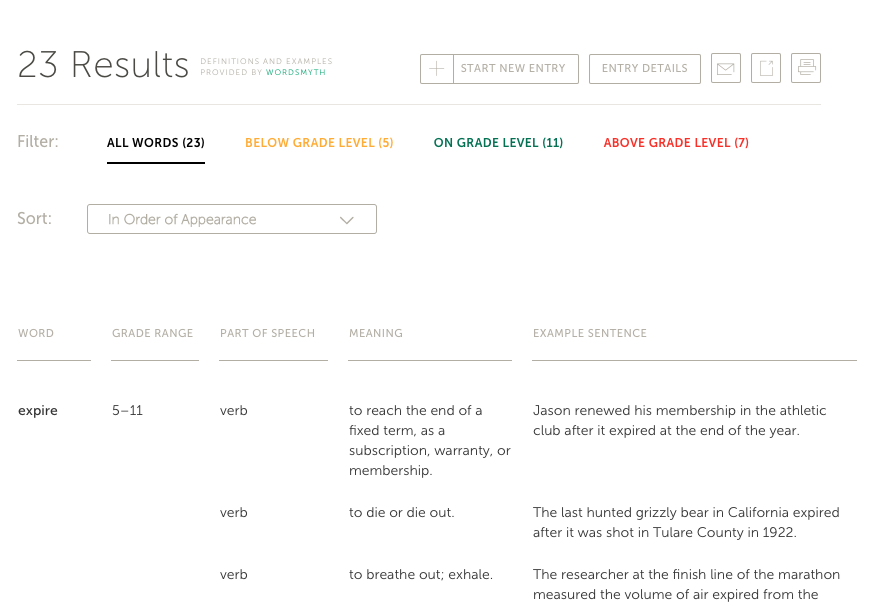 23 Results
DEFINITIONS AND EXAMPLES
PROVIDED BY WORDSMYTH
START NEW ENTRY
ENTRY DETAILS
Filter:
ALL WORDS (23)
BELOW GRADE LEVEL (5)
ON GRADE LEVEL (11)
ABOVE GRADE LEVEL (7)
Sort:
In Order of Appearance
WORD
GRADE RANGE
PART OF SPEECH
MEANING
EXAMPLE SENTENCE
expire
5–11
verb
to reach the end of a
fixed term, as a
subscription, warranty, or
membership.
Jason renewed his membership in the athletic
club after it expired at the end of the year.
verb
to die or die out.
The last hunted grizzly bear in California expired
after it was shot in Tulare County in 1922.
verb
to breathe out; exhale.
The researcher at the finish line of the marathon
measured the volume of air expired from the